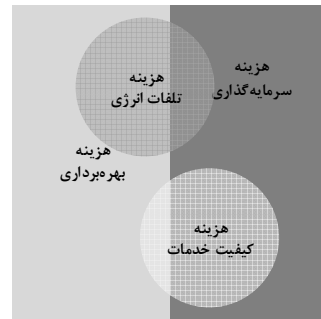 هزینه
سرمایه‌گذاری
هزینه
تلفات انرژی
هزینه
بهره‌برداری
هزینه
کیفیت خدمات